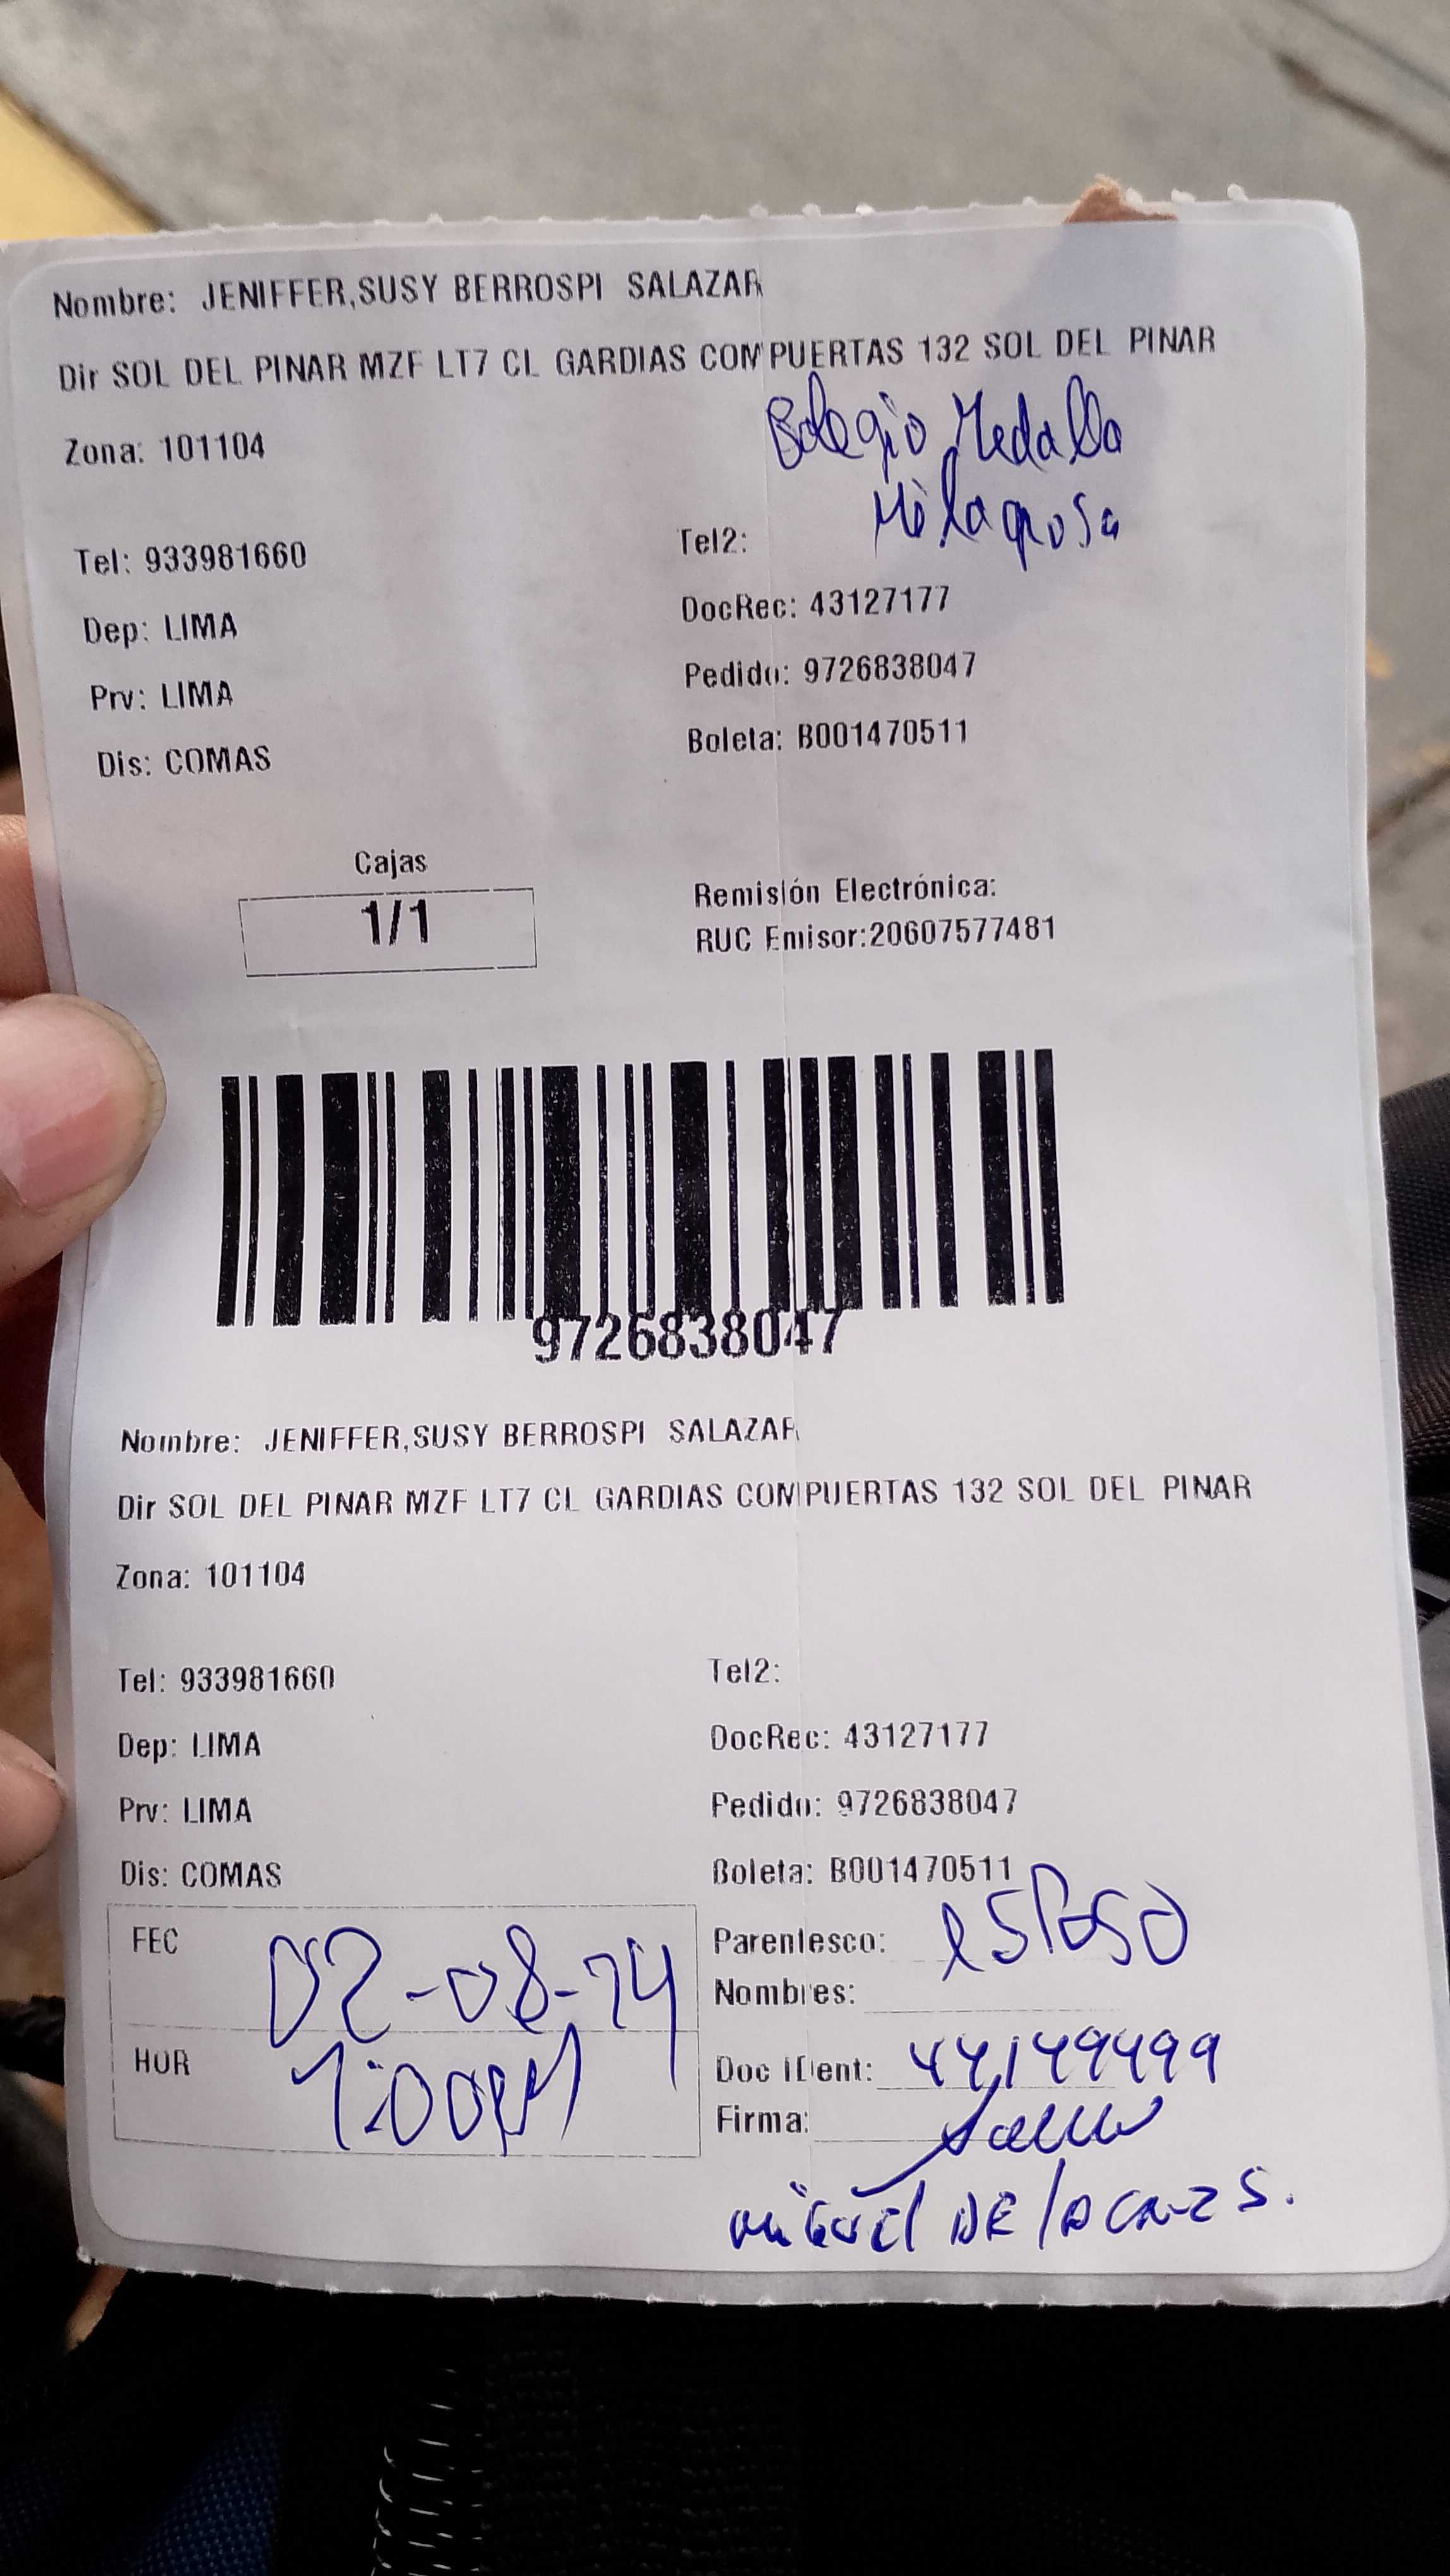 Nombre: JENIFFER,SUSY BERROSPI SALAZAR
Dir SOL DEL PINAR MZF LT7 CL GARDIAS COMPUERTAS 132 SOL DEL PINAR
Colegio Medalla
Milagrosa
Zona: 101104
Tel: 933981660 Tel2:
Dep: LIMA DocRec: 43127177
Prv: LIMA Pedido: 9726838047
Dis: COMAS Boleta: B001470511
Cajas
1/1
Remisión Electrónica:
RUC Emisor:20607577481
9726838047
Nombre: JENIFFER,SUSY BERROSPI SALAZAR
Dir SOL DEL PINAR MZF LT7 CL GARDIAS COMPUERTAS 132 SOL DEL PINAR
Zona: 101104
Tel: 933981660 Tel2:
Dep: LIMA DocRec: 43127177
Prv: LIMA Pedido: 9726838047
Dis: COMAS Boleta: B001470511
FEC 02-08-24 Parentesco: esposo
Nombres:
HOR 1:00PM Doc IDent: 44149499
Firma:
miguel DE la CRUZ S.